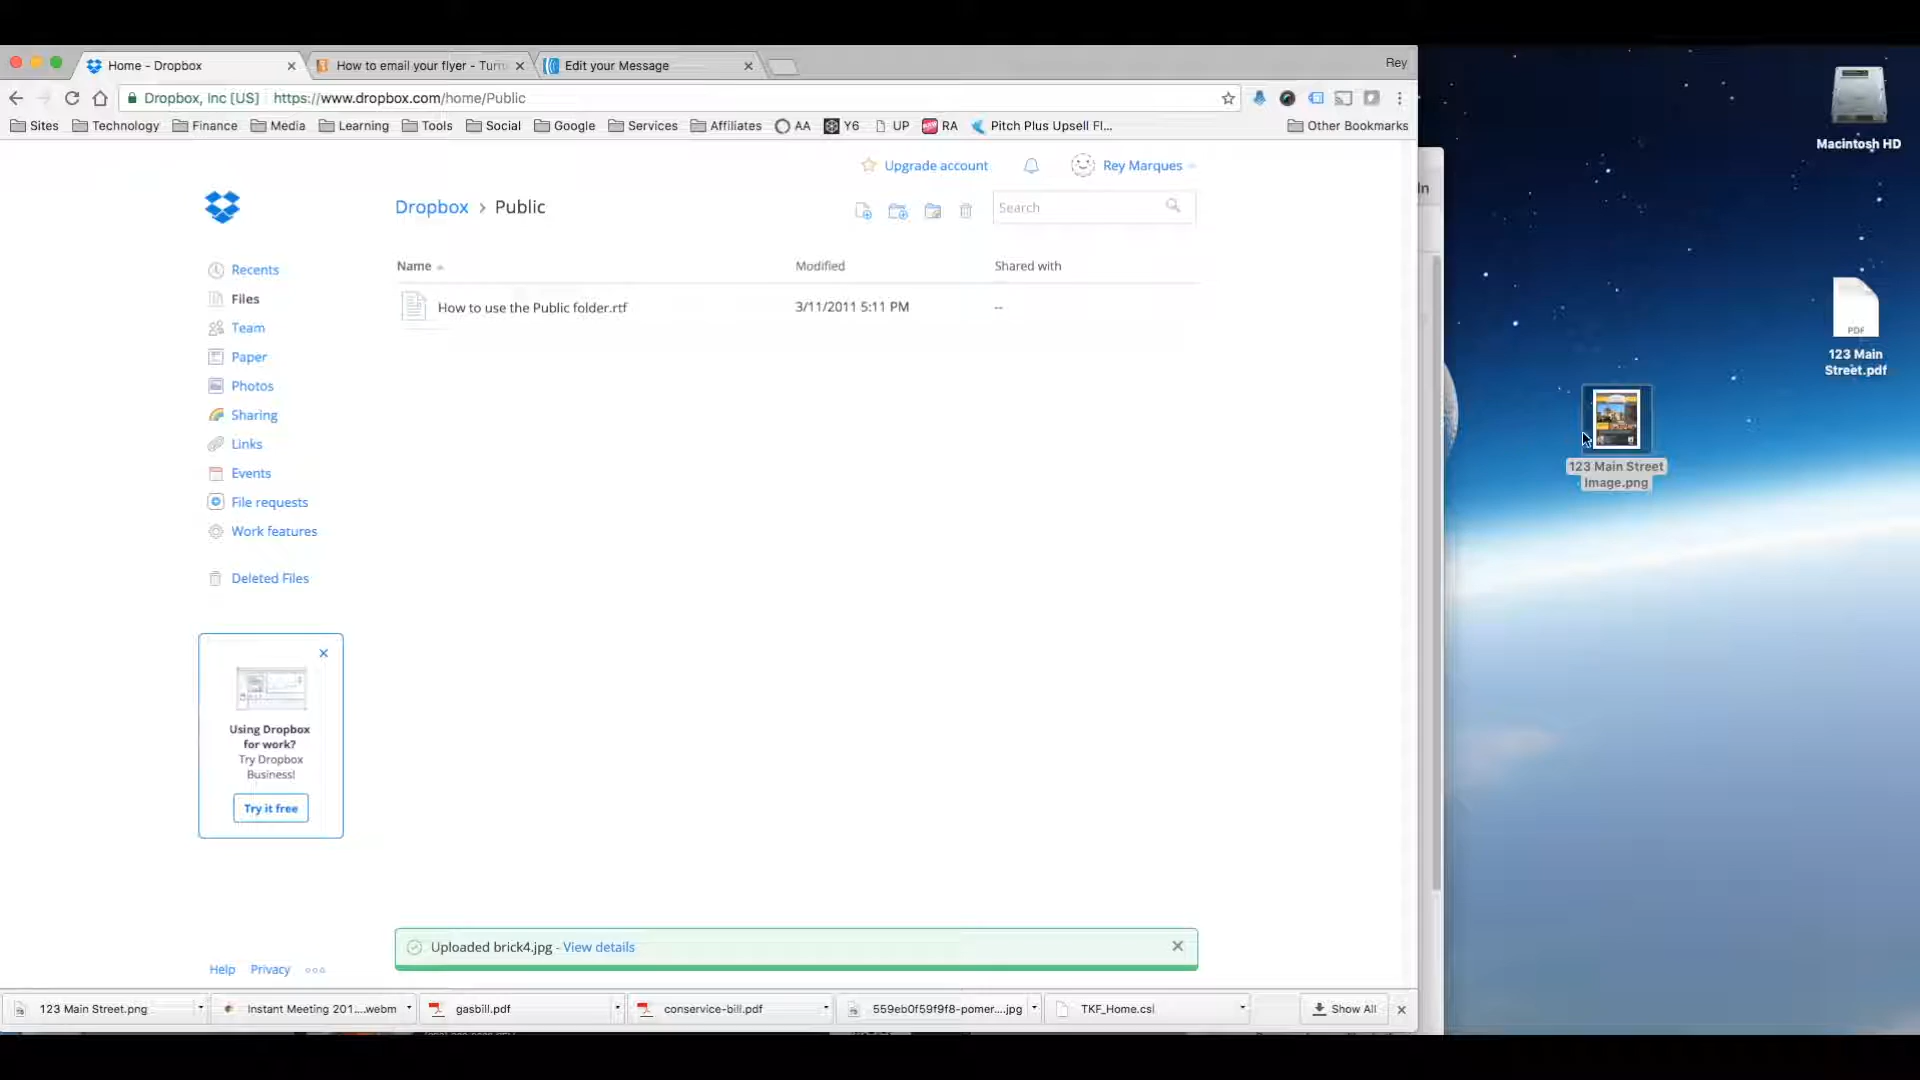 Home - Dropbox
How to email your flyer - Turn
Edit your Message
Rey
Dropbox, Inc [US]
https://www.dropbox.com/home/Public
Sites
Technology
Finance
Media
Learning
Tools
Social
Google
Services
Affiliates
AA
Y6
UP
RA
Pitch Plus Upsell Fl...
Other Bookmarks
Upgrade account
Rey Marques
Dropbox › Public
Search
Name
Modified
Shared with
How to use the Public folder.rtf
3/11/2011 5:11 PM
--
Recents
Files
Team
Paper
Photos
Sharing
Links
Events
File requests
Work features
Deleted Files
Using Dropbox
for work?
Try Dropbox
Business!
Try it free
Uploaded brick4.jpg - View details
Help
Privacy
123 Main Street.png
Instant Meeting 201....webm
gasbill.pdf
conservice-bill.pdf
559eb0f59f9f8-pomer....jpg
TKF_Home.csl
Show All
In
Macintosh HD
PDF
123 Main
Street.pdf
123 Main Street
Image.png